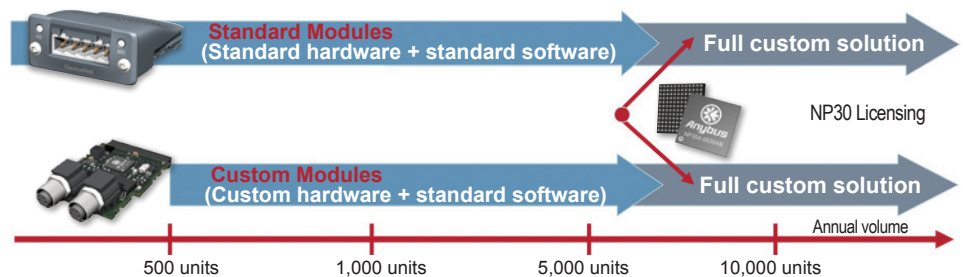 Standard Modules
(Standard hardware + standard software)
Full custom solution
Anybus
NP30 Licensing
Custom Modules
(Custom hardware + standard software)
Full custom solution
Annual volume
500 units
1,000 units
5,000 units
10,000 units